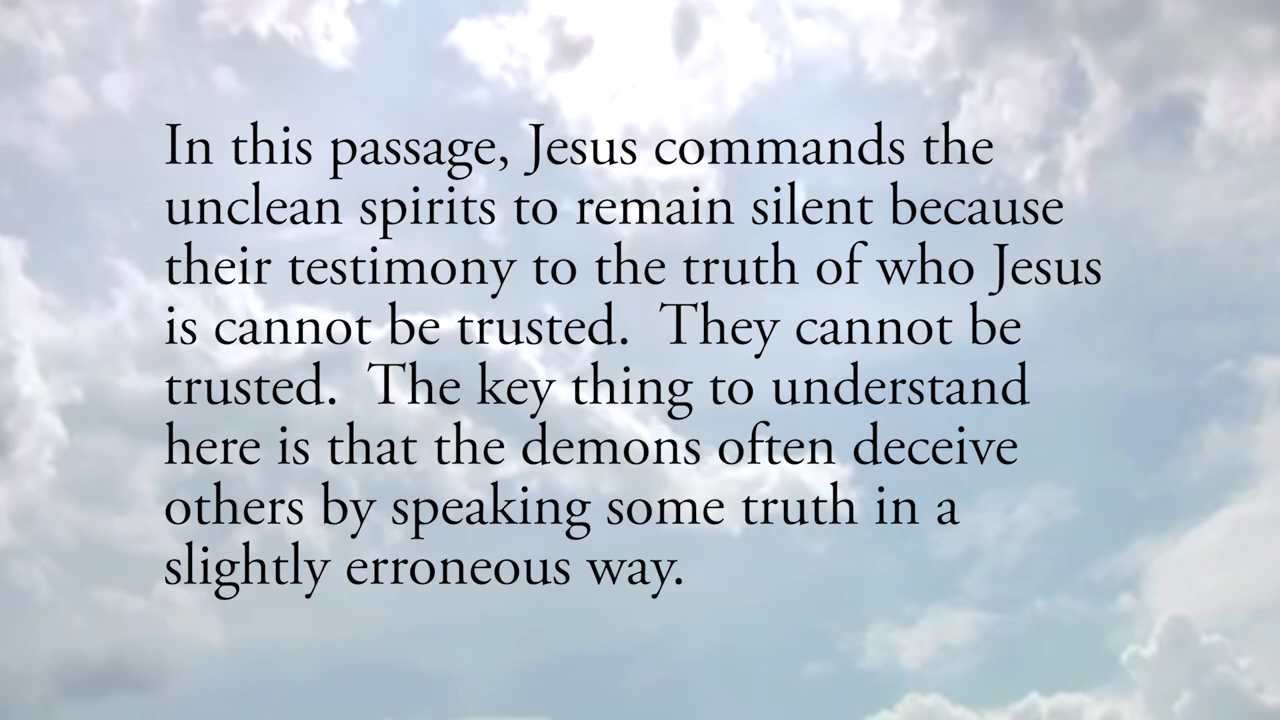 In this passage, Jesus commands the
unclean spirits to remain silent because
their testimony to the truth of who Jesus
is cannot be trusted.  They cannot be
trusted.  The key thing to understand
here is that the demons often deceive
others by speaking some truth in a
slightly erroneous way.